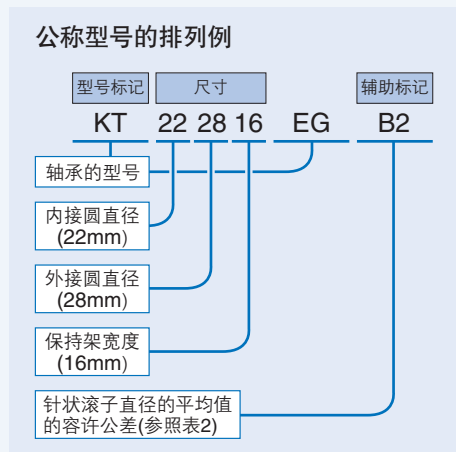 公称型号的排列例
型号标记 尺寸 辅助标记
KT 22 28 16 EG B2
轴承的型号
内接圆直径
(22mm)
外接圆直径
(28mm)
保持架宽度
(16mm)
针状滚子直径的平均值
的容许公差(参照表2)